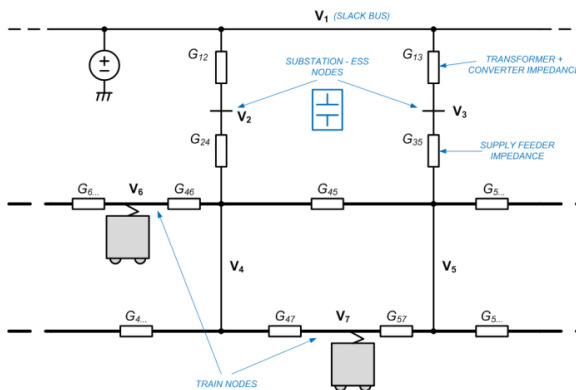 V1 (SLACK BUS)
G12
G13
SUBSTATION - ESS
NODES
TRANSFORMER +
CONVERTER IMPEDANCE
V2
V3
G24
G35
SUPPLY FEEDER
IMPEDANCE
G6... V6 G46 G45 G5...
V4
V5
G4... G47 V7 G57 G5...
TRAIN NODES